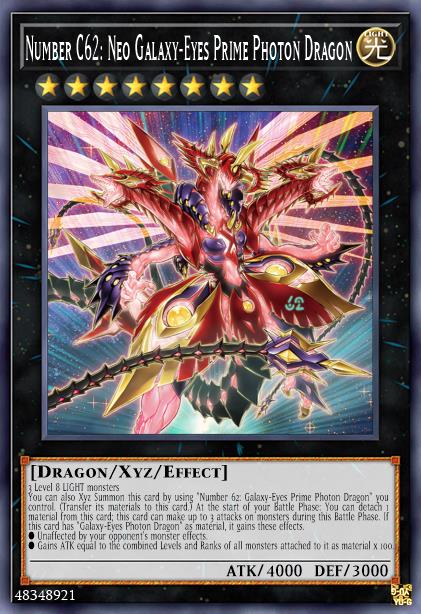 Number C62: Neo Galaxy-Eyes Prime Photon Dragon
LIGHT
光
62
[Dragon/Xyz/Effect]
3 Level 8 LIGHT monsters
You can also Xyz Summon this card by using "Number 62: Galaxy-Eyes Prime Photon Dragon" you
control. (Transfer its materials to this card.) At the start of your Battle Phase: You can detach 1
material from this card; this card can make up to 3 attacks on monsters during this Battle Phase. If
this card has "Galaxy-Eyes Photon Dragon" as material, it gains these effects.
● Unaffected by your opponent's monster effects.
● Gains ATK equal to the combined Levels and Ranks of all monsters attached to it as material x 100.
ATK/4000 DEF/3000
48348921